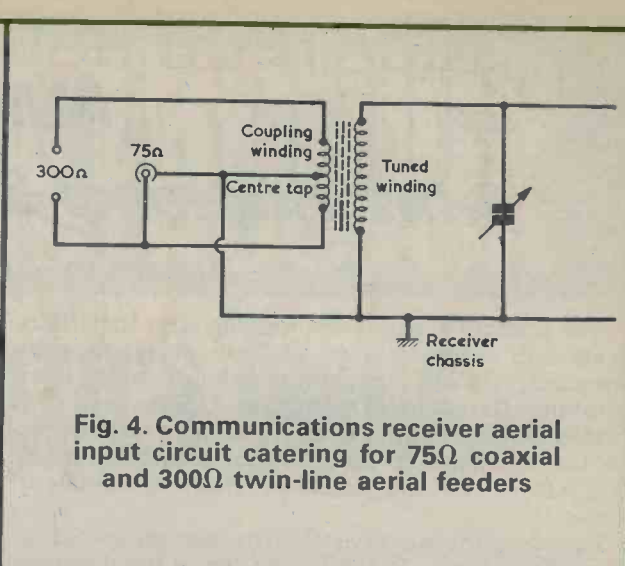 Coupling
winding
75Ω
300Ω
Centre tap
Tuned
winding
Receiver
chassis
Fig. 4. Communications receiver aerial
input circuit catering for 75Ω coaxial
and 300Ω twin-line aerial feeders